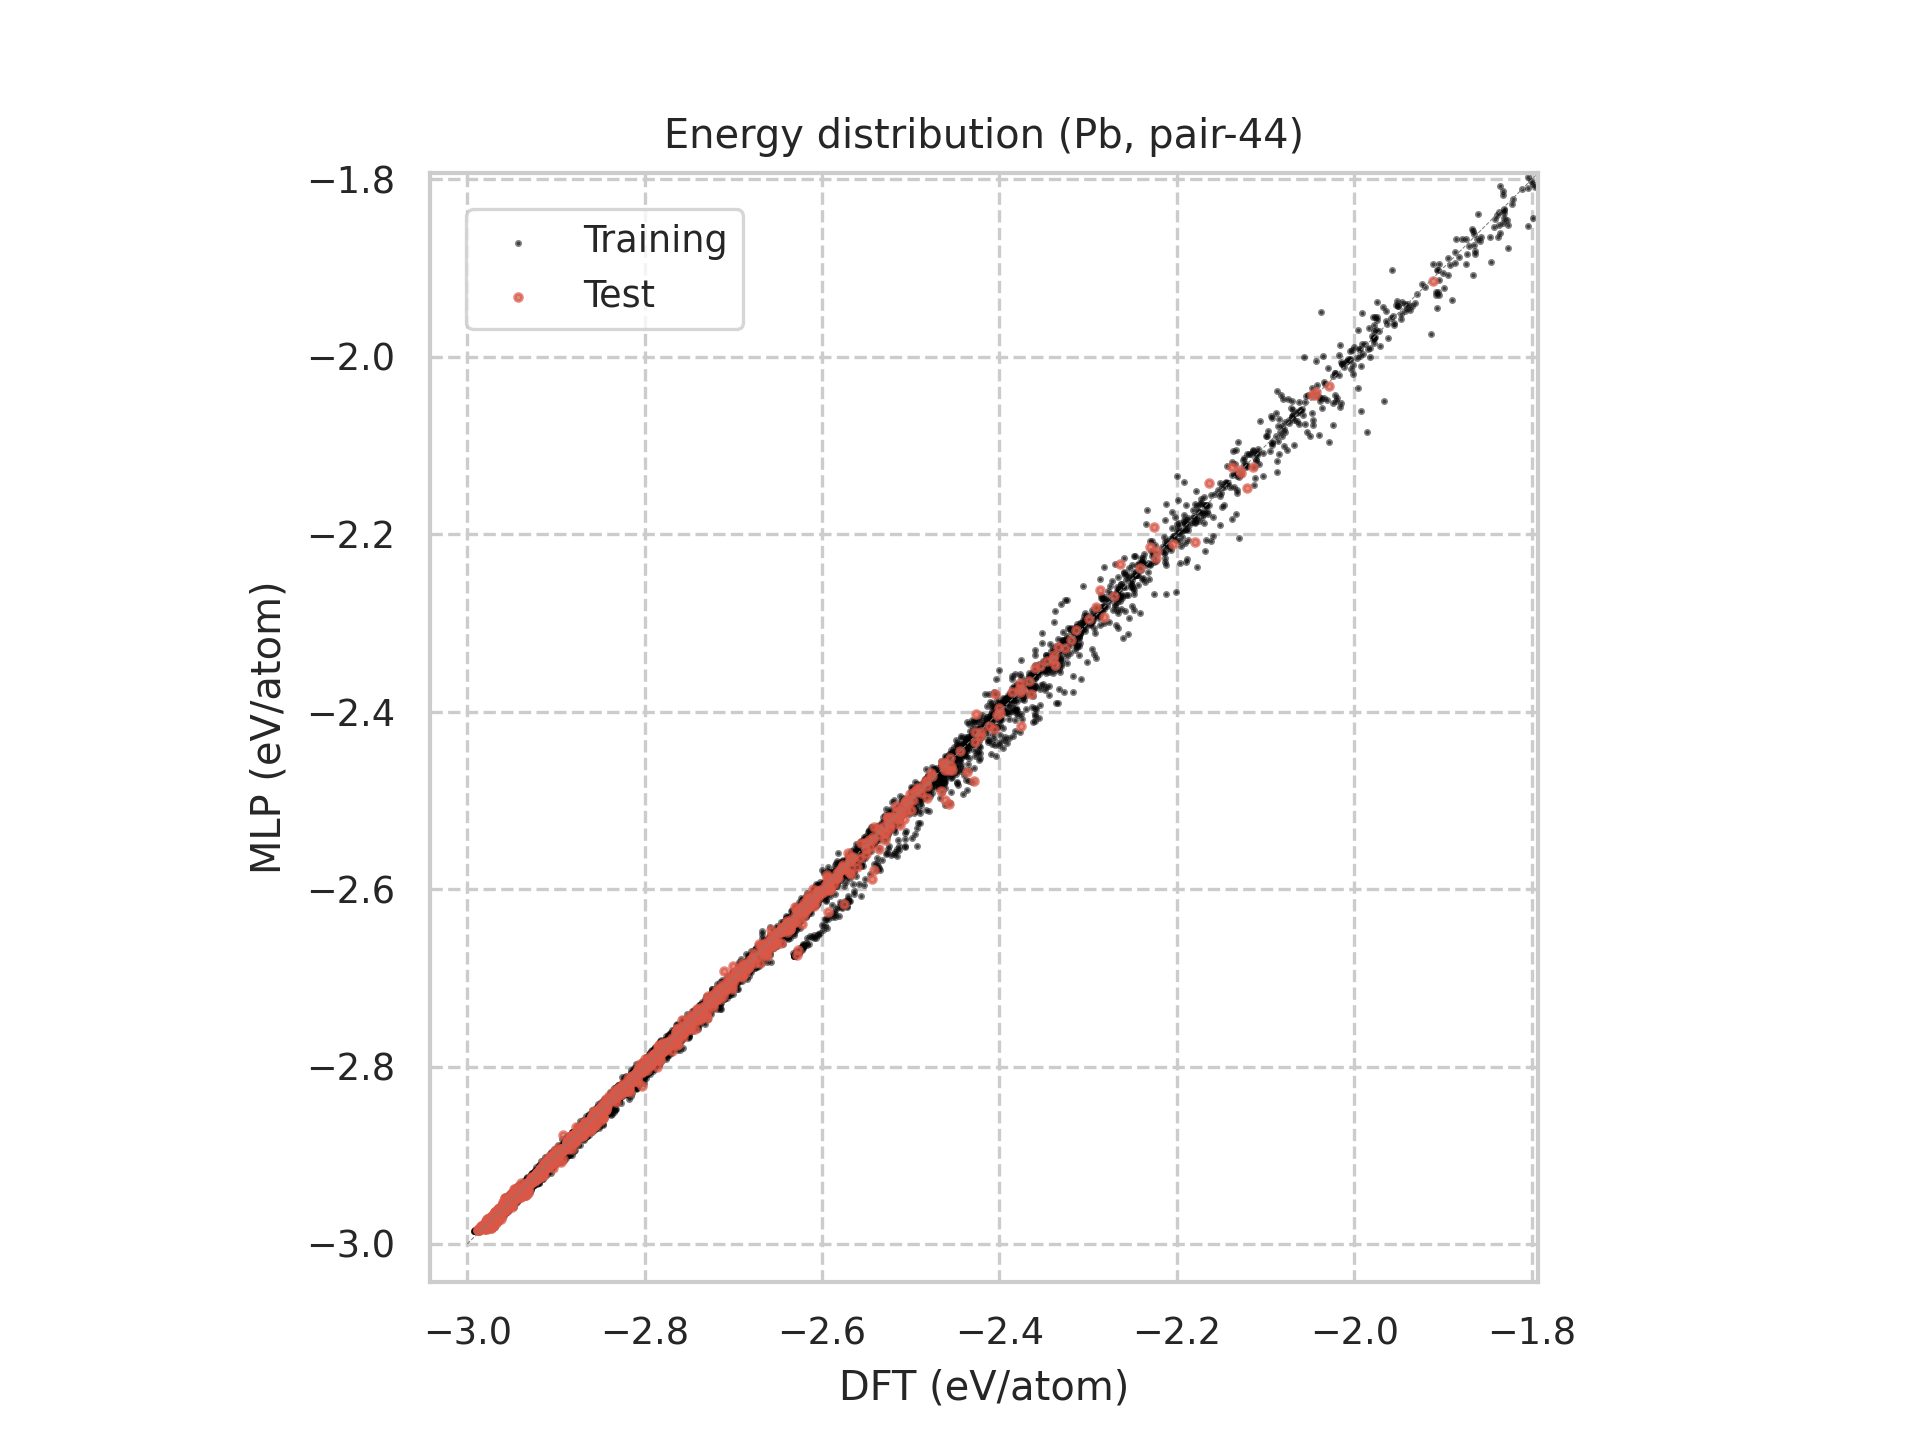 Energy distribution (Pb, pair-44)
−1.8
−2.0
−2.2
−2.4
−2.6
−2.8
−3.0
MLP (eV/atom)
Training
Test
−3.0 −2.8 −2.6 −2.4 −2.2 −2.0 −1.8
DFT (eV/atom)